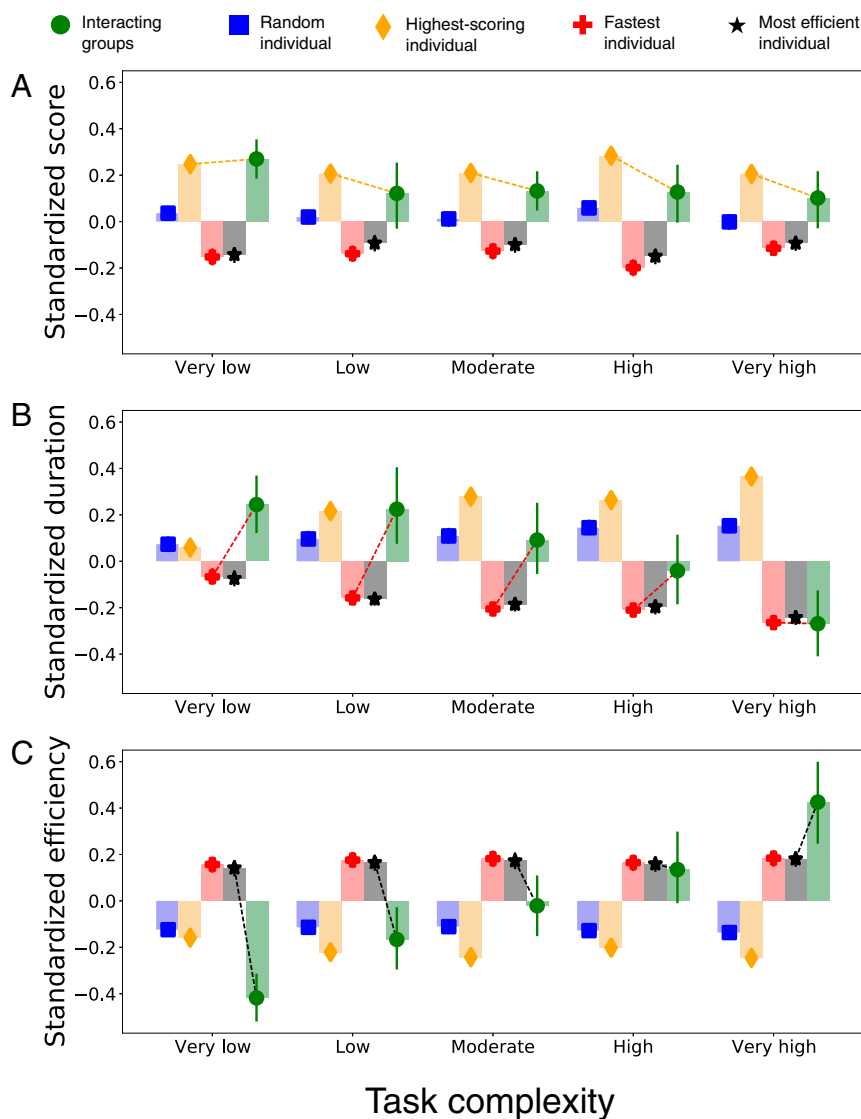 Interacting groups
Random individual
Highest-scoring individual
Fastest individual
Most efficient individual
A
Standardized score
0.6
0.4
0.2
0.0
−0.2
−0.4
Very low Low Moderate High Very high
B
Standardized duration
0.6
0.4
0.2
0.0
−0.2
−0.4
Very low Low Moderate High Very high
C
Standardized efficiency
0.6
0.4
0.2
0.0
−0.2
−0.4
Very low Low Moderate High Very high
Task complexity